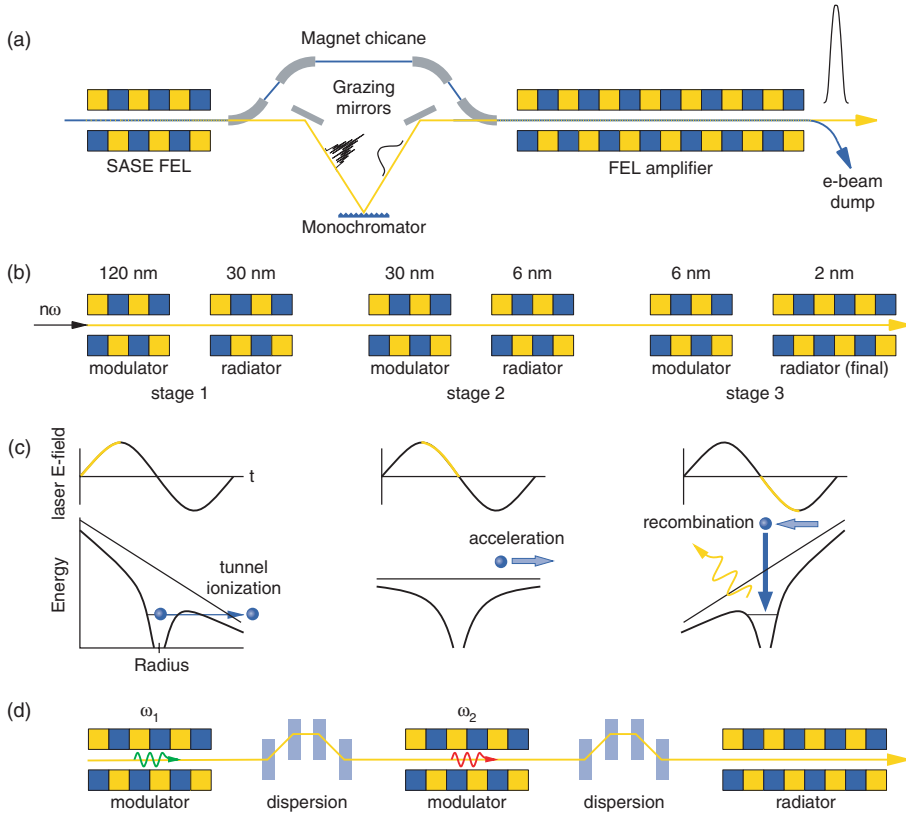 (a)
Magnet chicane
Grazing
mirrors
SASE FEL
FEL amplifier
Monochromator
e-beam
dump
(b)
120 nm 30 nm 30 nm 6 nm 6 nm 2 nm
nω
modulator radiator modulator radiator modulator radiator (final)
stage 1 stage 2 stage 3
(c)
laser E-field
t
Energy
tunnel
ionization
Radius
acceleration
recombination
(d)
ω1 ω2
modulator dispersion modulator dispersion radiator